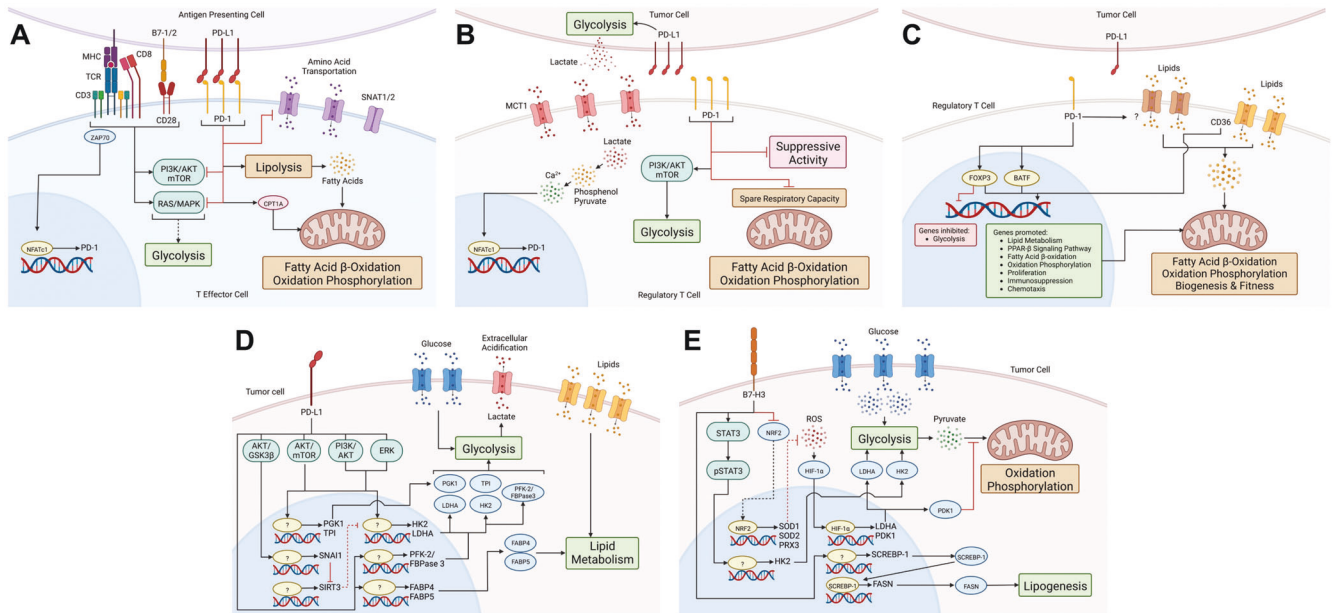 A
Antigen Presenting Cell
B7-1/2
PD-L1
MHC
CD8
TCR
CD3
CD28
PD-1
Amino Acid
Transportation
SNAT1/2
ZAP70
PI3K/AKT
mTOR
Lipolysis
Fatty Acids
RAS/MAPK
CPT1A
NFATc1
PD-1
Glycolysis
Fatty Acid β-Oxidation
Oxidation Phosphorylation
T Effector Cell
B
Tumor Cell
Glycolysis
PD-L1
Lactate
MCT1
PD-1
Lactate
Suppressive
Activity
PI3K/AKT
mTOR
Ca²⁺
Phosphenol
Pyruvate
Spare Respiratory Capacity
Glycolysis
NFATc1
PD-1
Fatty Acid β-Oxidation
Oxidation Phosphorylation
Regulatory T Cell
C
Tumor Cell
PD-L1
Lipids
Lipids
Regulatory T Cell
PD-1
?
CD36
FOXP3
BATF
Genes inhibited:
• Glycolysis
Genes promoted:
• Lipid Metabolism
• PPAR-β Signaling Pathway
• Fatty Acid β-oxidation
• Oxidation Phosphorylation
• Proliferation
• Immunosuppression
• Chemotaxis
Fatty Acid β-Oxidation
Oxidation Phosphorylation
Biogenesis & Fitness
D
Glucose
Extracellular
Acidification
Lipids
Tumor cell
PD-L1
Lactate
AKT/
GSK3β
AKT/
mTOR
PI3K/
AKT
ERK
Glycolysis
PGK1
TPI
PFK-2/
FBPase3
LDHA
HK2
?
PGK1
TPI
?
HK2
LDHA
?
SNAI1
?
PFK-2/
FBPase 3
FABP4
FABP5
Lipid
Metabolism
?
SIRT3
?
FABP4
FABP5
E
Glucose
Tumor Cell
B7-H3
STAT3
NRF2
ROS
Glycolysis
Pyruvate
pSTAT3
HIF-1α
LDHA
HK2
Oxidation
Phosphorylation
PDK1
NRF2
SOD1
SOD2
PRX3
HIF-1α
LDHA
PDK1
?
HK2
?
SCREBP-1
SCREBP-1
SCREBP-1
FASN
FASN
Lipogenesis